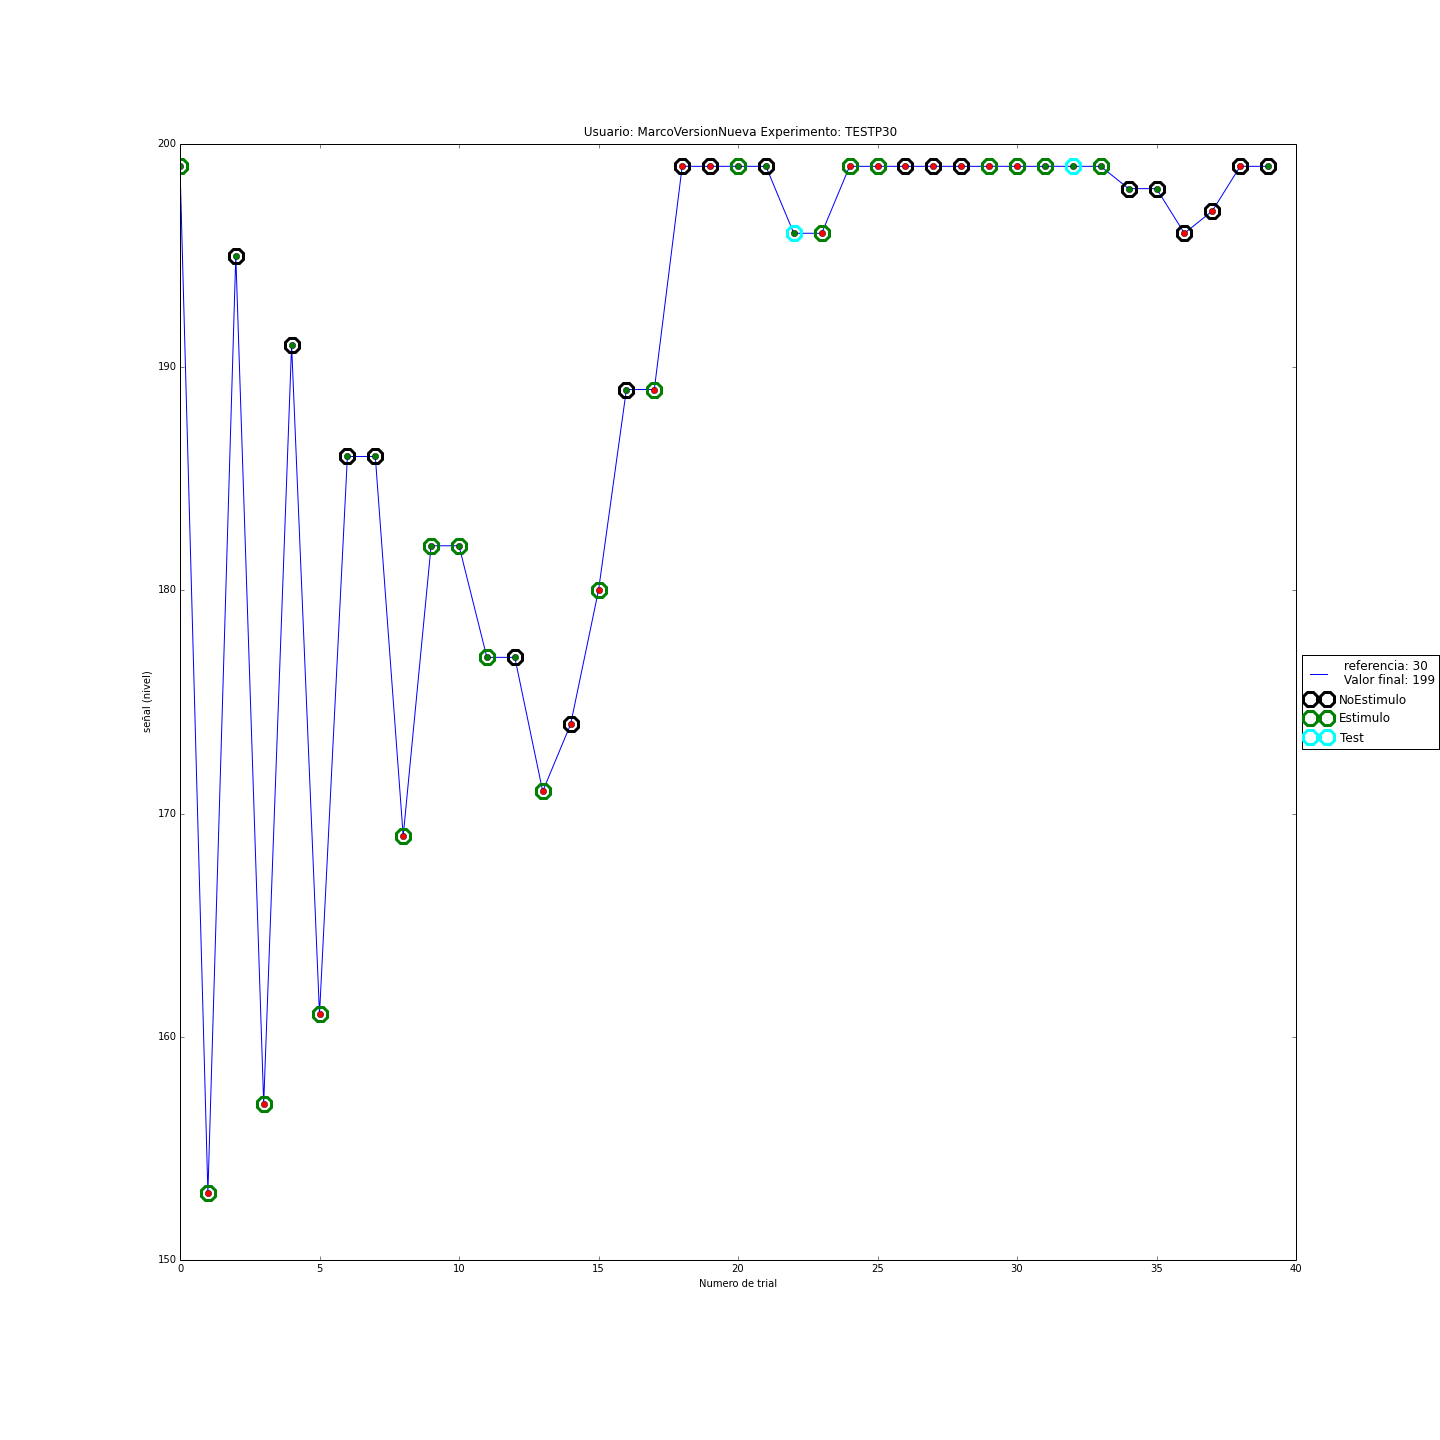 Usuario: MarcoVersionNueva Experimento: TESTP30
200
190
180
170
160
150
señal (nivel)
0 5 10 15 20 25 30 35 40
Numero de trial
referencia: 30
Valor final: 199
NoEstimulo
Estimulo
Test